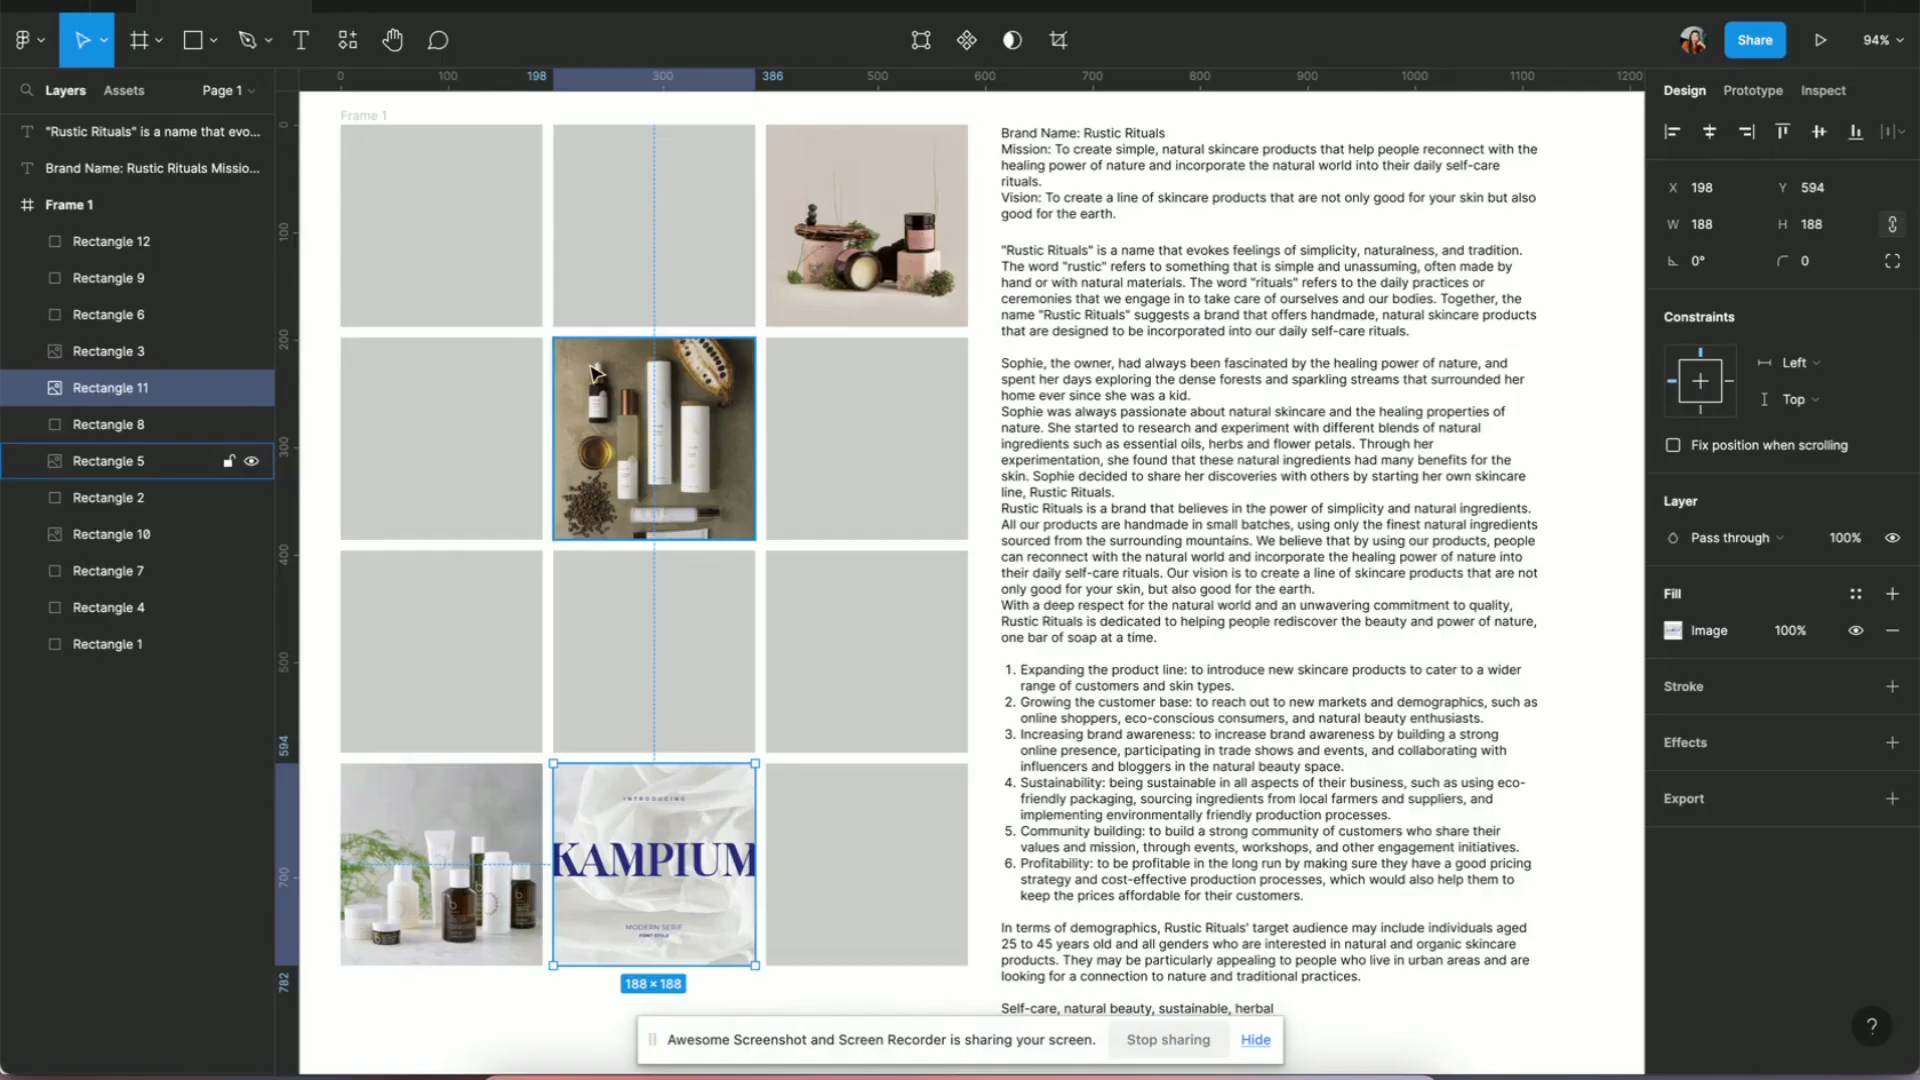 Share
94%
Layers
Assets
Page 1
"Rustic Rituals" is a name that evo...
Brand Name: Rustic Rituals Missio...
Frame 1
Rectangle 12
Rectangle 9
Rectangle 6
Rectangle 3
Rectangle 11
Rectangle 8
Rectangle 5
Rectangle 2
Rectangle 10
Rectangle 7
Rectangle 4
Rectangle 1
0 100 198 300 386 500 600 700 800 900 1000 1100 1200
0
100
200
300
400
500
594
700
782
Frame 1
INTRODUCING
KAMPIUM
MODERN SERIF
FONT STYLE
188 × 188
Brand Name: Rustic Rituals
Mission: To create simple, natural skincare products that help people reconnect with the
healing power of nature and incorporate the natural world into their daily self-care
rituals.
Vision: To create a line of skincare products that are not only good for your skin but also
good for the earth.
"Rustic Rituals" is a name that evokes feelings of simplicity, naturalness, and tradition.
The word "rustic" refers to something that is simple and unassuming, often made by
hand or with natural materials. The word "rituals" refers to the daily practices or
ceremonies that we engage in to take care of ourselves and our bodies. Together, the
name "Rustic Rituals" suggests a brand that offers handmade, natural skincare products
that are designed to be incorporated into our daily self-care rituals.
Sophie, the owner, had always been fascinated by the healing power of nature, and
spent her days exploring the dense forests and sparkling streams that surrounded her
home ever since she was a kid.
Sophie was always passionate about natural skincare and the healing properties of
nature. She started to research and experiment with different blends of natural
ingredients such as essential oils, herbs and flower petals. Through her
experimentation, she found that these natural ingredients had many benefits for the
skin. Sophie decided to share her discoveries with others by starting her own skincare
line, Rustic Rituals.
Rustic Rituals is a brand that believes in the power of simplicity and natural ingredients.
All our products are handmade in small batches, using only the finest natural ingredients
sourced from the surrounding mountains. We believe that by using our products, people
can reconnect with the natural world and incorporate the healing power of nature into
their daily self-care rituals. Our vision is to create a line of skincare products that are not
only good for your skin, but also good for the earth.
With a deep respect for the natural world and an unwavering commitment to quality,
Rustic Rituals is dedicated to helping people rediscover the beauty and power of nature,
one bar of soap at a time.
1. Expanding the product line: to introduce new skincare products to cater to a wider
range of customers and skin types.
2. Growing the customer base: to reach out to new markets and demographics, such as
online shoppers, eco-conscious consumers, and natural beauty enthusiasts.
3. Increasing brand awareness: to increase brand awareness by building a strong
online presence, participating in trade shows and events, and collaborating with
influencers and bloggers in the natural beauty space.
4. Sustainability: being sustainable in all aspects of their business, such as using eco-
friendly packaging, sourcing ingredients from local farmers and suppliers, and
implementing environmentally friendly production processes.
5. Community building: to build a strong community of customers who share their
values and mission, through events, workshops, and other engagement initiatives.
6. Profitability: to be profitable in the long run by making sure they have a good pricing
strategy and cost-effective production processes, which would also help them to
keep the prices affordable for their customers.
In terms of demographics, Rustic Rituals' target audience may include individuals aged
25 to 45 years old and all genders who are interested in natural and organic skincare
products. They may be particularly appealing to people who live in urban areas and are
looking for a connection to nature and traditional practices.
Self-care, natural beauty, sustainable, herbal
Awesome Screenshot and Screen Recorder is sharing your screen.
Stop sharing
Hide
Design
Prototype
Inspect
X 198
Y 594
W 188
H 188
0°
0
Constraints
Left
Top
Fix position when scrolling
Layer
Pass through
100%
Fill
Image
100%
Stroke
Effects
Export
?